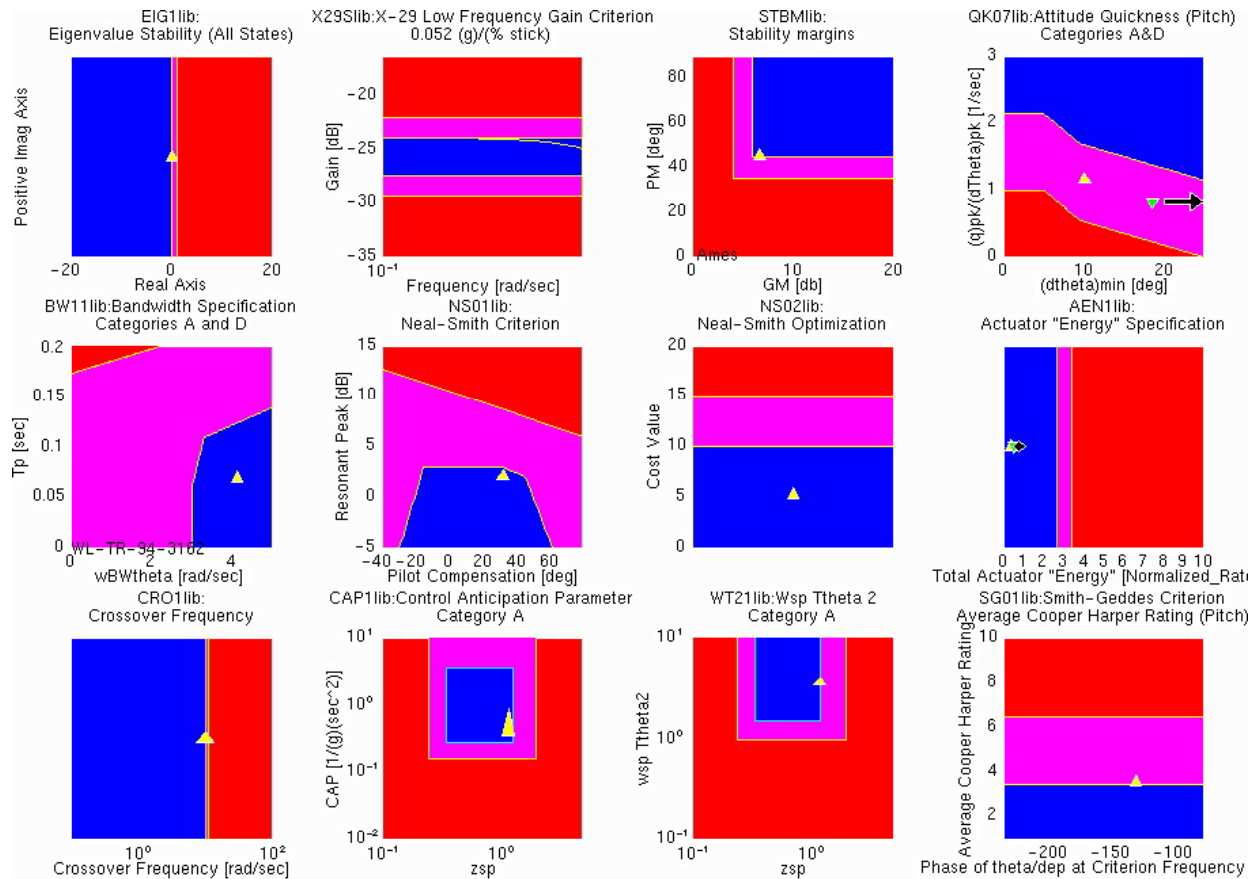 EIG1lib:
Eigenvalue Stability (All States)
Positive Imag Axis
-20
0
20
Real Axis
X29Slib:X-29 Low Frequency Gain Criterion
0.052 (g)/(% stick)
Gain [dB]
-20
-25
-30
-35
10⁻¹
Frequency [rad/sec]
STBMlib:
Stability margins
PM [deg]
80
60
40
20
0
Ames
0
10
20
GM [db]
QK07lib:Attitude Quickness (Pitch)
Categories A&D
(q)pk/(dTheta)pk [1/sec]
3
2
1
0
0
10
20
(dtheta)min [deg]
BW11lib:Bandwidth Specification
Categories A and D
Tp [sec]
0.2
0.15
0.1
0.05
0
WL-TR-94-3162
0
2
4
wBWtheta [rad/sec]
NS01lib:
Neal-Smith Criterion
Resonant Peak [dB]
15
10
5
0
-5
-40
-20
0
20
40
60
Pilot Compensation [deg]
NS02lib:
Neal-Smith Optimization
Cost Value
20
15
10
5
0
AEN1lib:
Actuator "Energy" Specification
0 1 2 3 4 5 6 7 8 9 10
Total Actuator "Energy" [Normalized_Rate
CRO1lib:
Crossover Frequency
10⁰
10²
Crossover Frequency [rad/sec]
CAP1lib:Control Anticipation Parameter
Category A
CAP [1/(g)(sec^2)]
10¹
10⁰
10⁻¹
10⁻²
10⁻¹
10⁰
zsp
WT21lib:Wsp Ttheta 2
Category A
wsp Ttheta2
10¹
10⁰
10⁻¹
10⁻¹
10⁰
zsp
SG01lib:Smith-Geddes Criterion
Average Cooper Harper Rating (Pitch)
Average Cooper Harper Rating
10
8
6
4
2
-200
-150
-100
Phase of theta/dep at Criterion Frequency